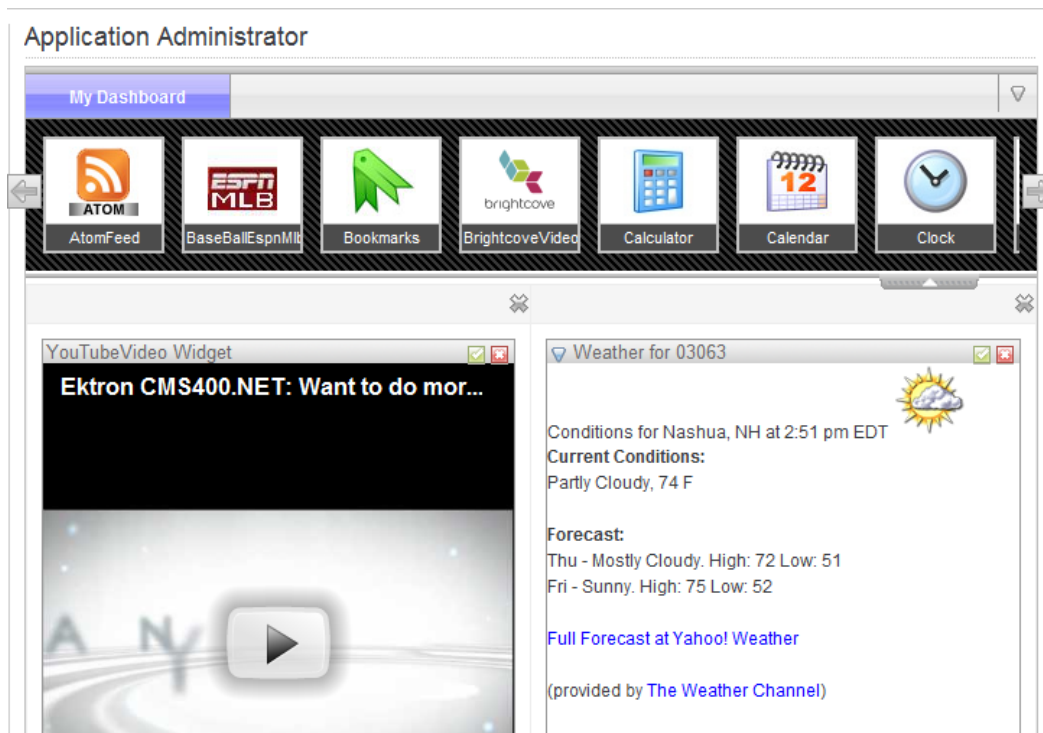 Application Administrator
My Dashboard
ATOM
ESPn
MLB
brightcove
12
AtomFeed
BaseBallEspnMlb
Bookmarks
BrightcoveVideo
Calculator
Calendar
Clock
YouTubeVideo Widget
Ektron CMS400.NET: Want to do mor...
A NY
Weather for 03063
Conditions for Nashua, NH at 2:51 pm EDT
Current Conditions:
Partly Cloudy, 74 F
Forecast:
Thu - Mostly Cloudy. High: 72 Low: 51
Fri - Sunny. High: 75 Low: 52
Full Forecast at Yahoo! Weather
(provided by The Weather Channel)